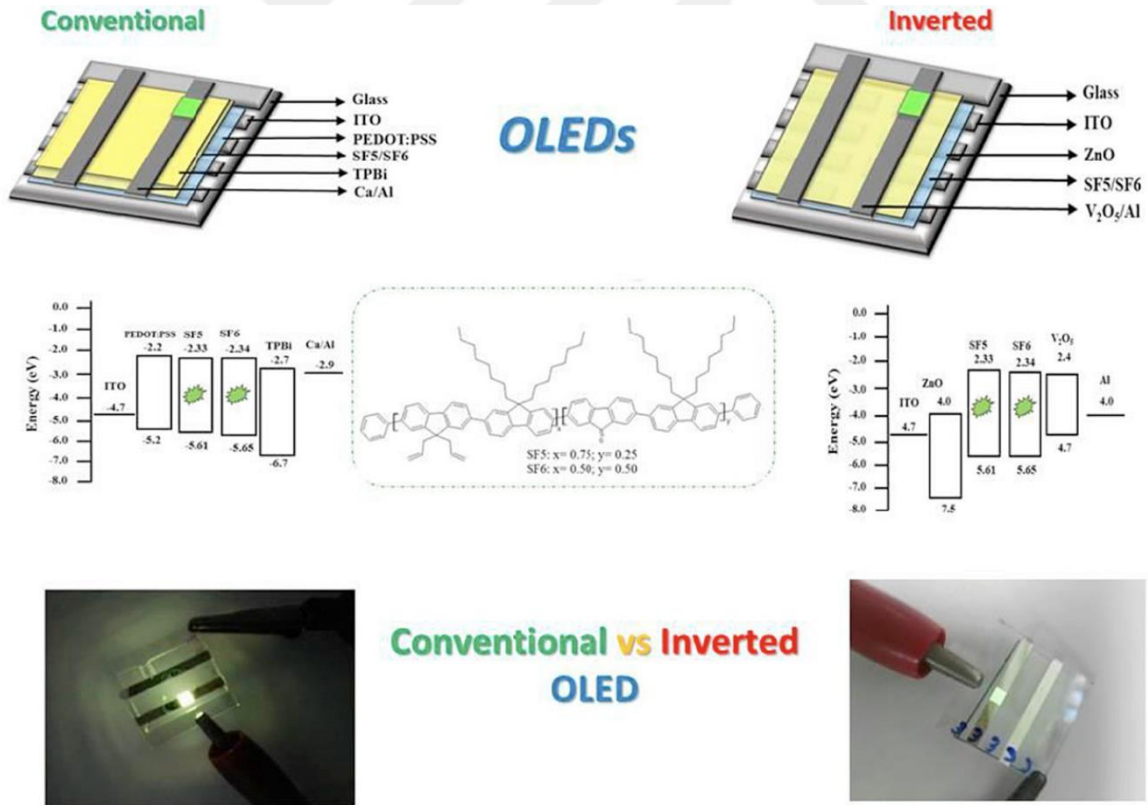 Conventional
Inverted
Glass
ITO
PEDOT:PSS
SF5/SF6
TPBi
Ca/Al
OLEDs
Glass
ITO
ZnO
SF5/SF6
V₂O₅/Al
Energy (eV)
0.0
-1.0
-2.0
-3.0
-4.0
-5.0
-6.0
-7.0
-8.0
ITO
-4.7
PEDOT:PSS
-2.2
-5.2
SF5
-2.33
-5.61
SF6
-2.34
-5.65
TPBi
-2.7
-6.7
Ca/Al
-2.9
x
y
SF5: x= 0.75; y= 0.25
SF6: x= 0.50; y= 0.50
Energy (eV)
0.0
-1.0
-2.0
-3.0
-4.0
-5.0
-6.0
-7.0
-8.0
ITO
4.7
ZnO
4.0
7.5
SF5
2.33
5.61
SF6
2.34
5.65
V₂O₅
2.4
4.7
Al
4.0
Conventional vs Inverted
OLED